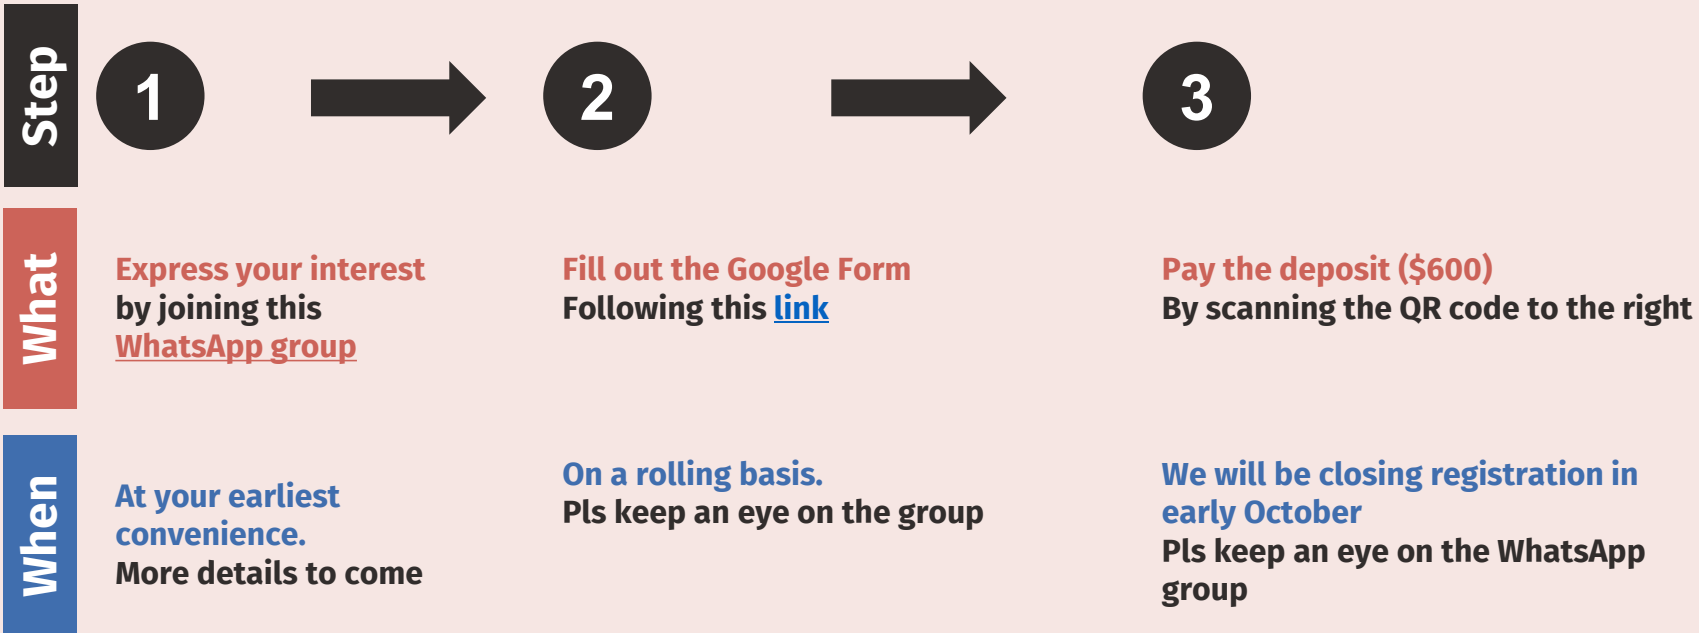 Step
1
2
3
What
Express your interest
by joining this
WhatsApp group
Fill out the Google Form
Following this link
Pay the deposit ($600)
By scanning the QR code to the right
When
At your earliest
convenience.
More details to come
On a rolling basis.
Pls keep an eye on the group
We will be closing registration in
early October
Pls keep an eye on the WhatsApp
group